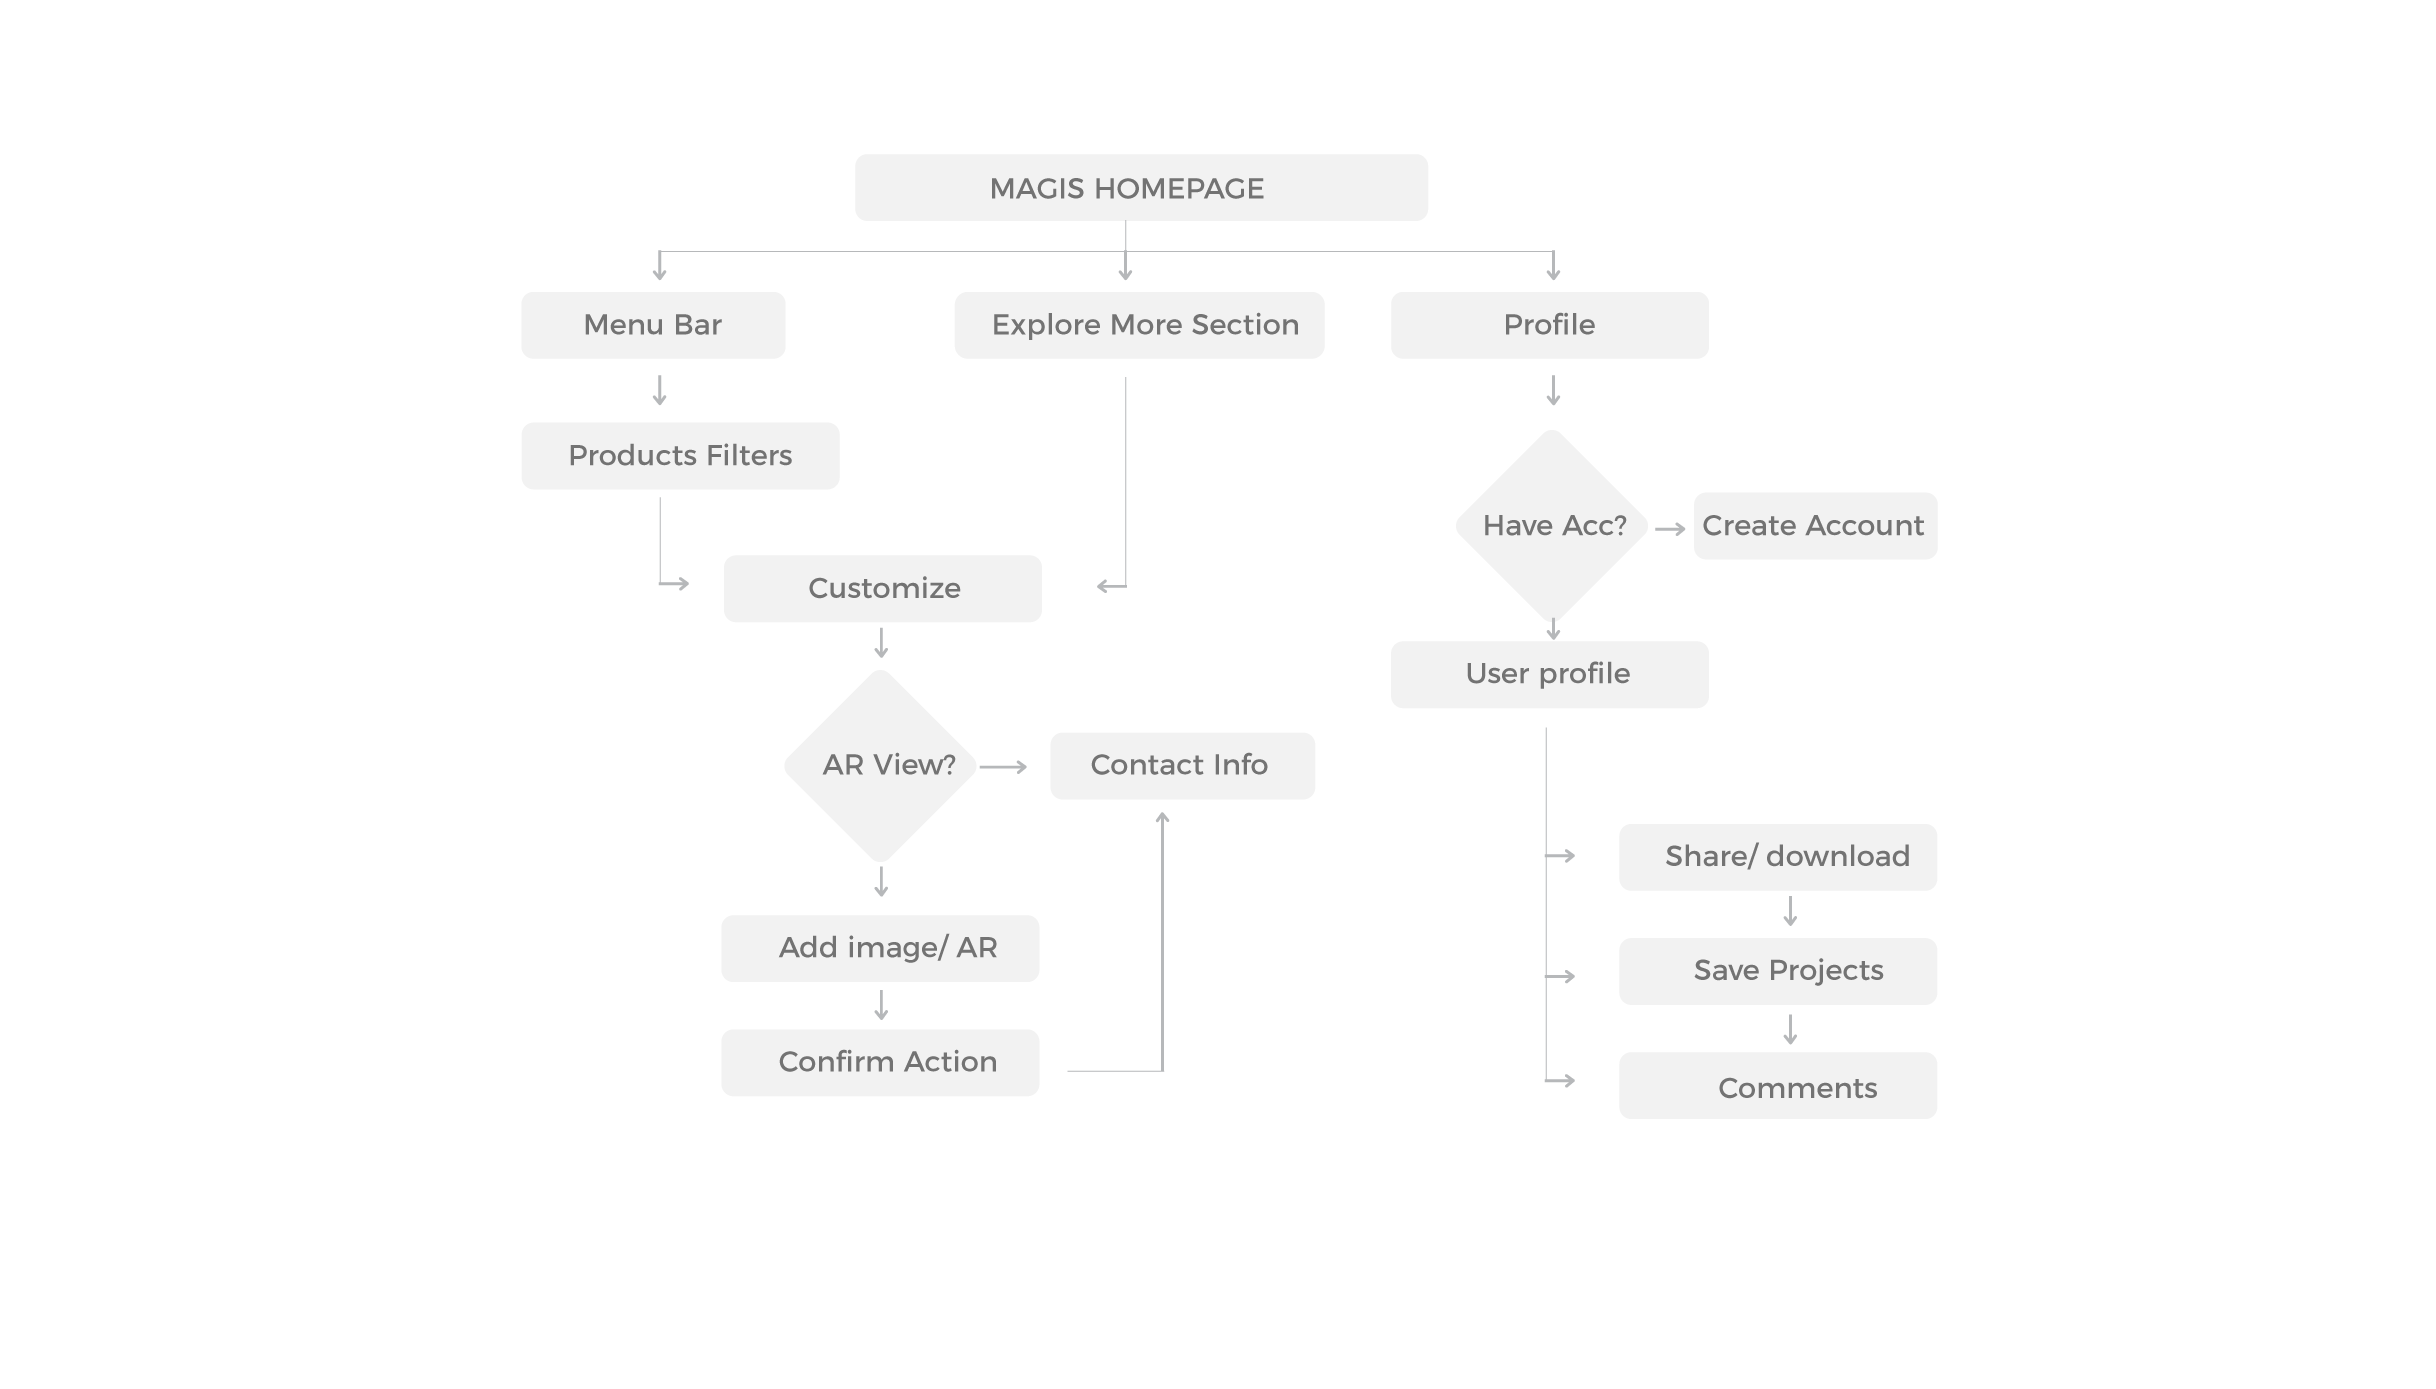 MAGIS HOMEPAGE
Menu Bar
Explore More Section
Profile
Products Filters
Have Acc?
Create Account
Customize
User profile
AR View?
Contact Info
Share/ download
Add image/ AR
Save Projects
Confirm Action
Comments